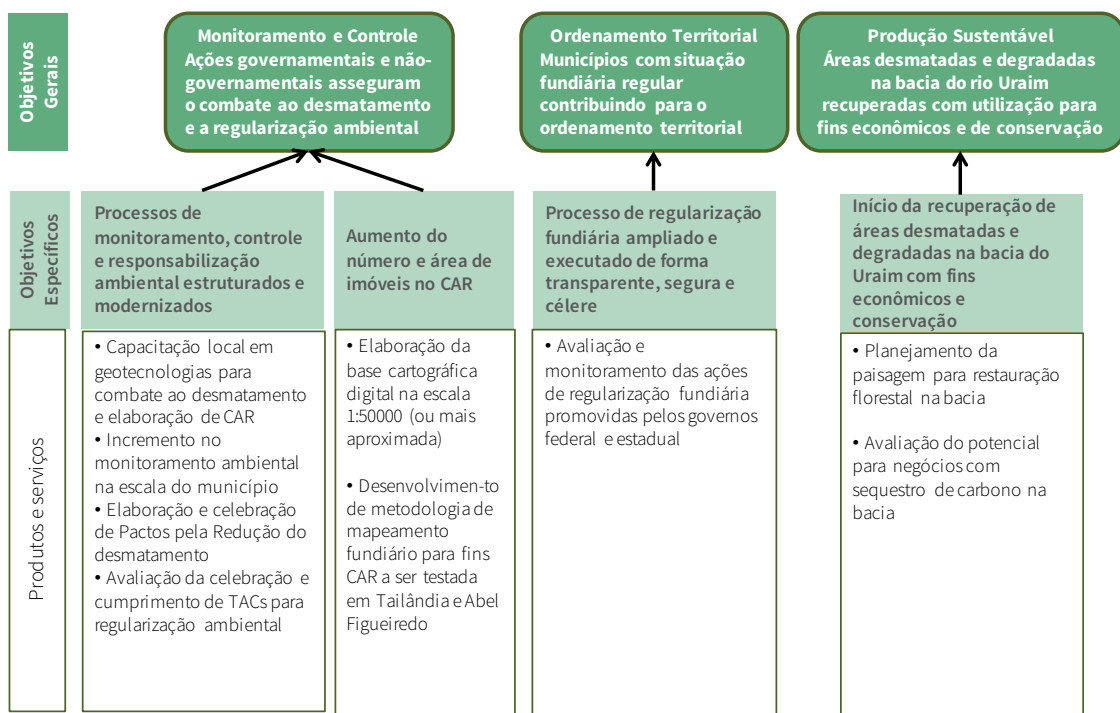 Objetivos
Gerais
Monitoramento e Controle
Ações governamentais e não-
governamentais asseguram
o combate ao desmatamento
e a regularização ambiental
Ordenamento Territorial
Municípios com situação
fundiária regular
contribuindo para o
ordenamento territorial
Produção Sustentável
Áreas desmatadas e degradadas
na bacia do rio Uraim
recuperadas com utilização para
fins econômicos e de conservação
Objetivos
Específicos
Processos de
monitoramento, controle
e responsabilização
ambiental estruturados e
modernizados
Aumento do
número e área de
imóveis no CAR
Processo de regularização
fundiária ampliado e
executado de forma
transparente, segura e
célere
Início da recuperação de
áreas desmatadas e
degradadas na bacia do
Uraim com fins
econômicos e
conservação
Produtos e serviços
• Capacitação local em
geotecnologias para
combate ao desmatamento
e elaboração de CAR
• Incremento no
monitoramento ambiental
na escala do município
• Elaboração e celebração
de Pactos pela Redução do
desmatamento
• Avaliação da celebração e
cumprimento de TACs para
regularização ambiental
• Elaboração da
base cartográfica
digital na escala
1:50000 (ou mais
aproximada)
• Desenvolvimen-to
de metodologia de
mapeamento
fundiário para fins
CAR a ser testada
em Tailândia e Abel
Figueiredo
• Avaliação e
monitoramento das ações
de regularização fundiária
promovidas pelos governos
federal e estadual
• Planejamento da
paisagem para restauração
florestal na bacia
• Avaliação do potencial
para negócios com
sequestro de carbono na
bacia